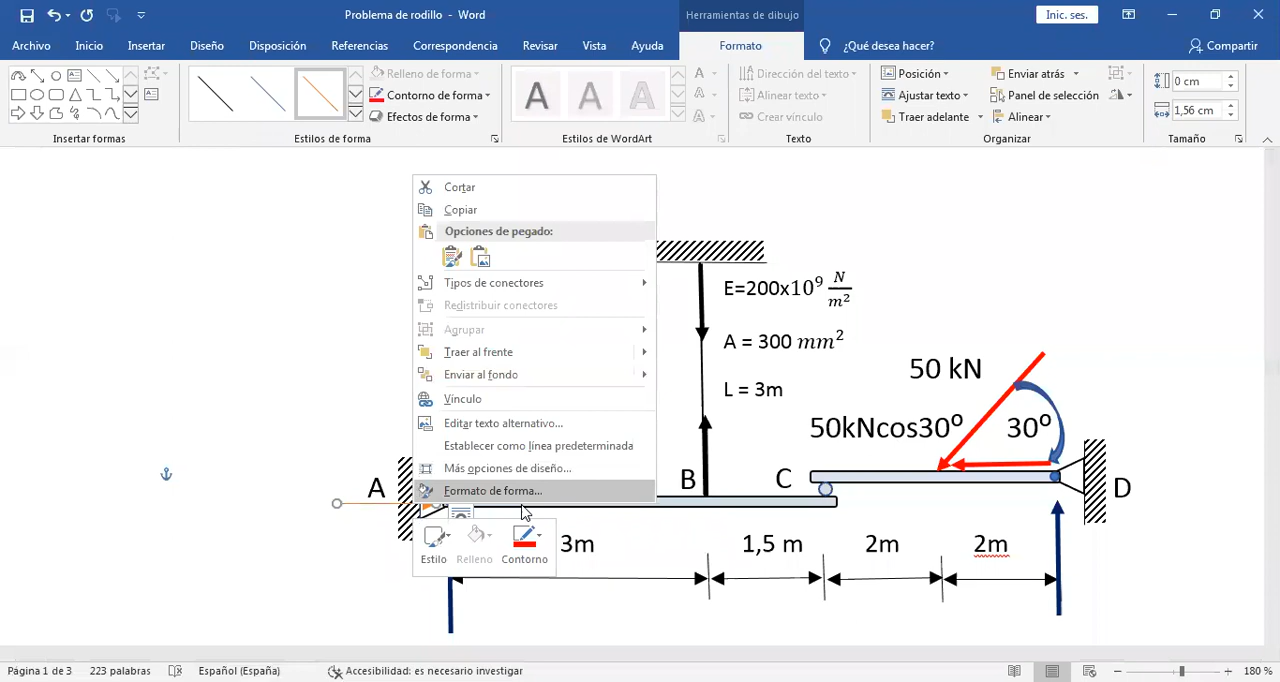 Problema de rodillo - Word
Herramientas de dibujo
Inic. ses.
Archivo Inicio Insertar Diseño Disposición Referencias Correspondencia Revisar Vista Ayuda Formato ¿Qué desea hacer? Compartir
Relleno de forma
Contorno de forma
Efectos de forma
A A A
Dirección del texto
Alinear texto
Crear vínculo
Posición
Ajustar texto
Traer adelante
Enviar atrás
Panel de selección
Alinear
0 cm
1,56 cm
Insertar formas Estilos de forma Estilos de WordArt Texto Organizar Tamaño
Cortar
Copiar
Opciones de pegado:
Tipos de conectores
Redistribuir conectores
Agrupar
Traer al frente
Enviar al fondo
Vínculo
Editar texto alternativo...
Establecer como línea predeterminada
Más opciones de diseño...
Formato de forma...
Estilo Relleno Contorno
E=200x10⁹ N/m²
A = 300 mm²
L = 3m
50 kN
50kNcos30º 30º
A B C D
3m 1,5 m 2m 2m
Página 1 de 3 223 palabras Español (España) Accesibilidad: es necesario investigar 180 %